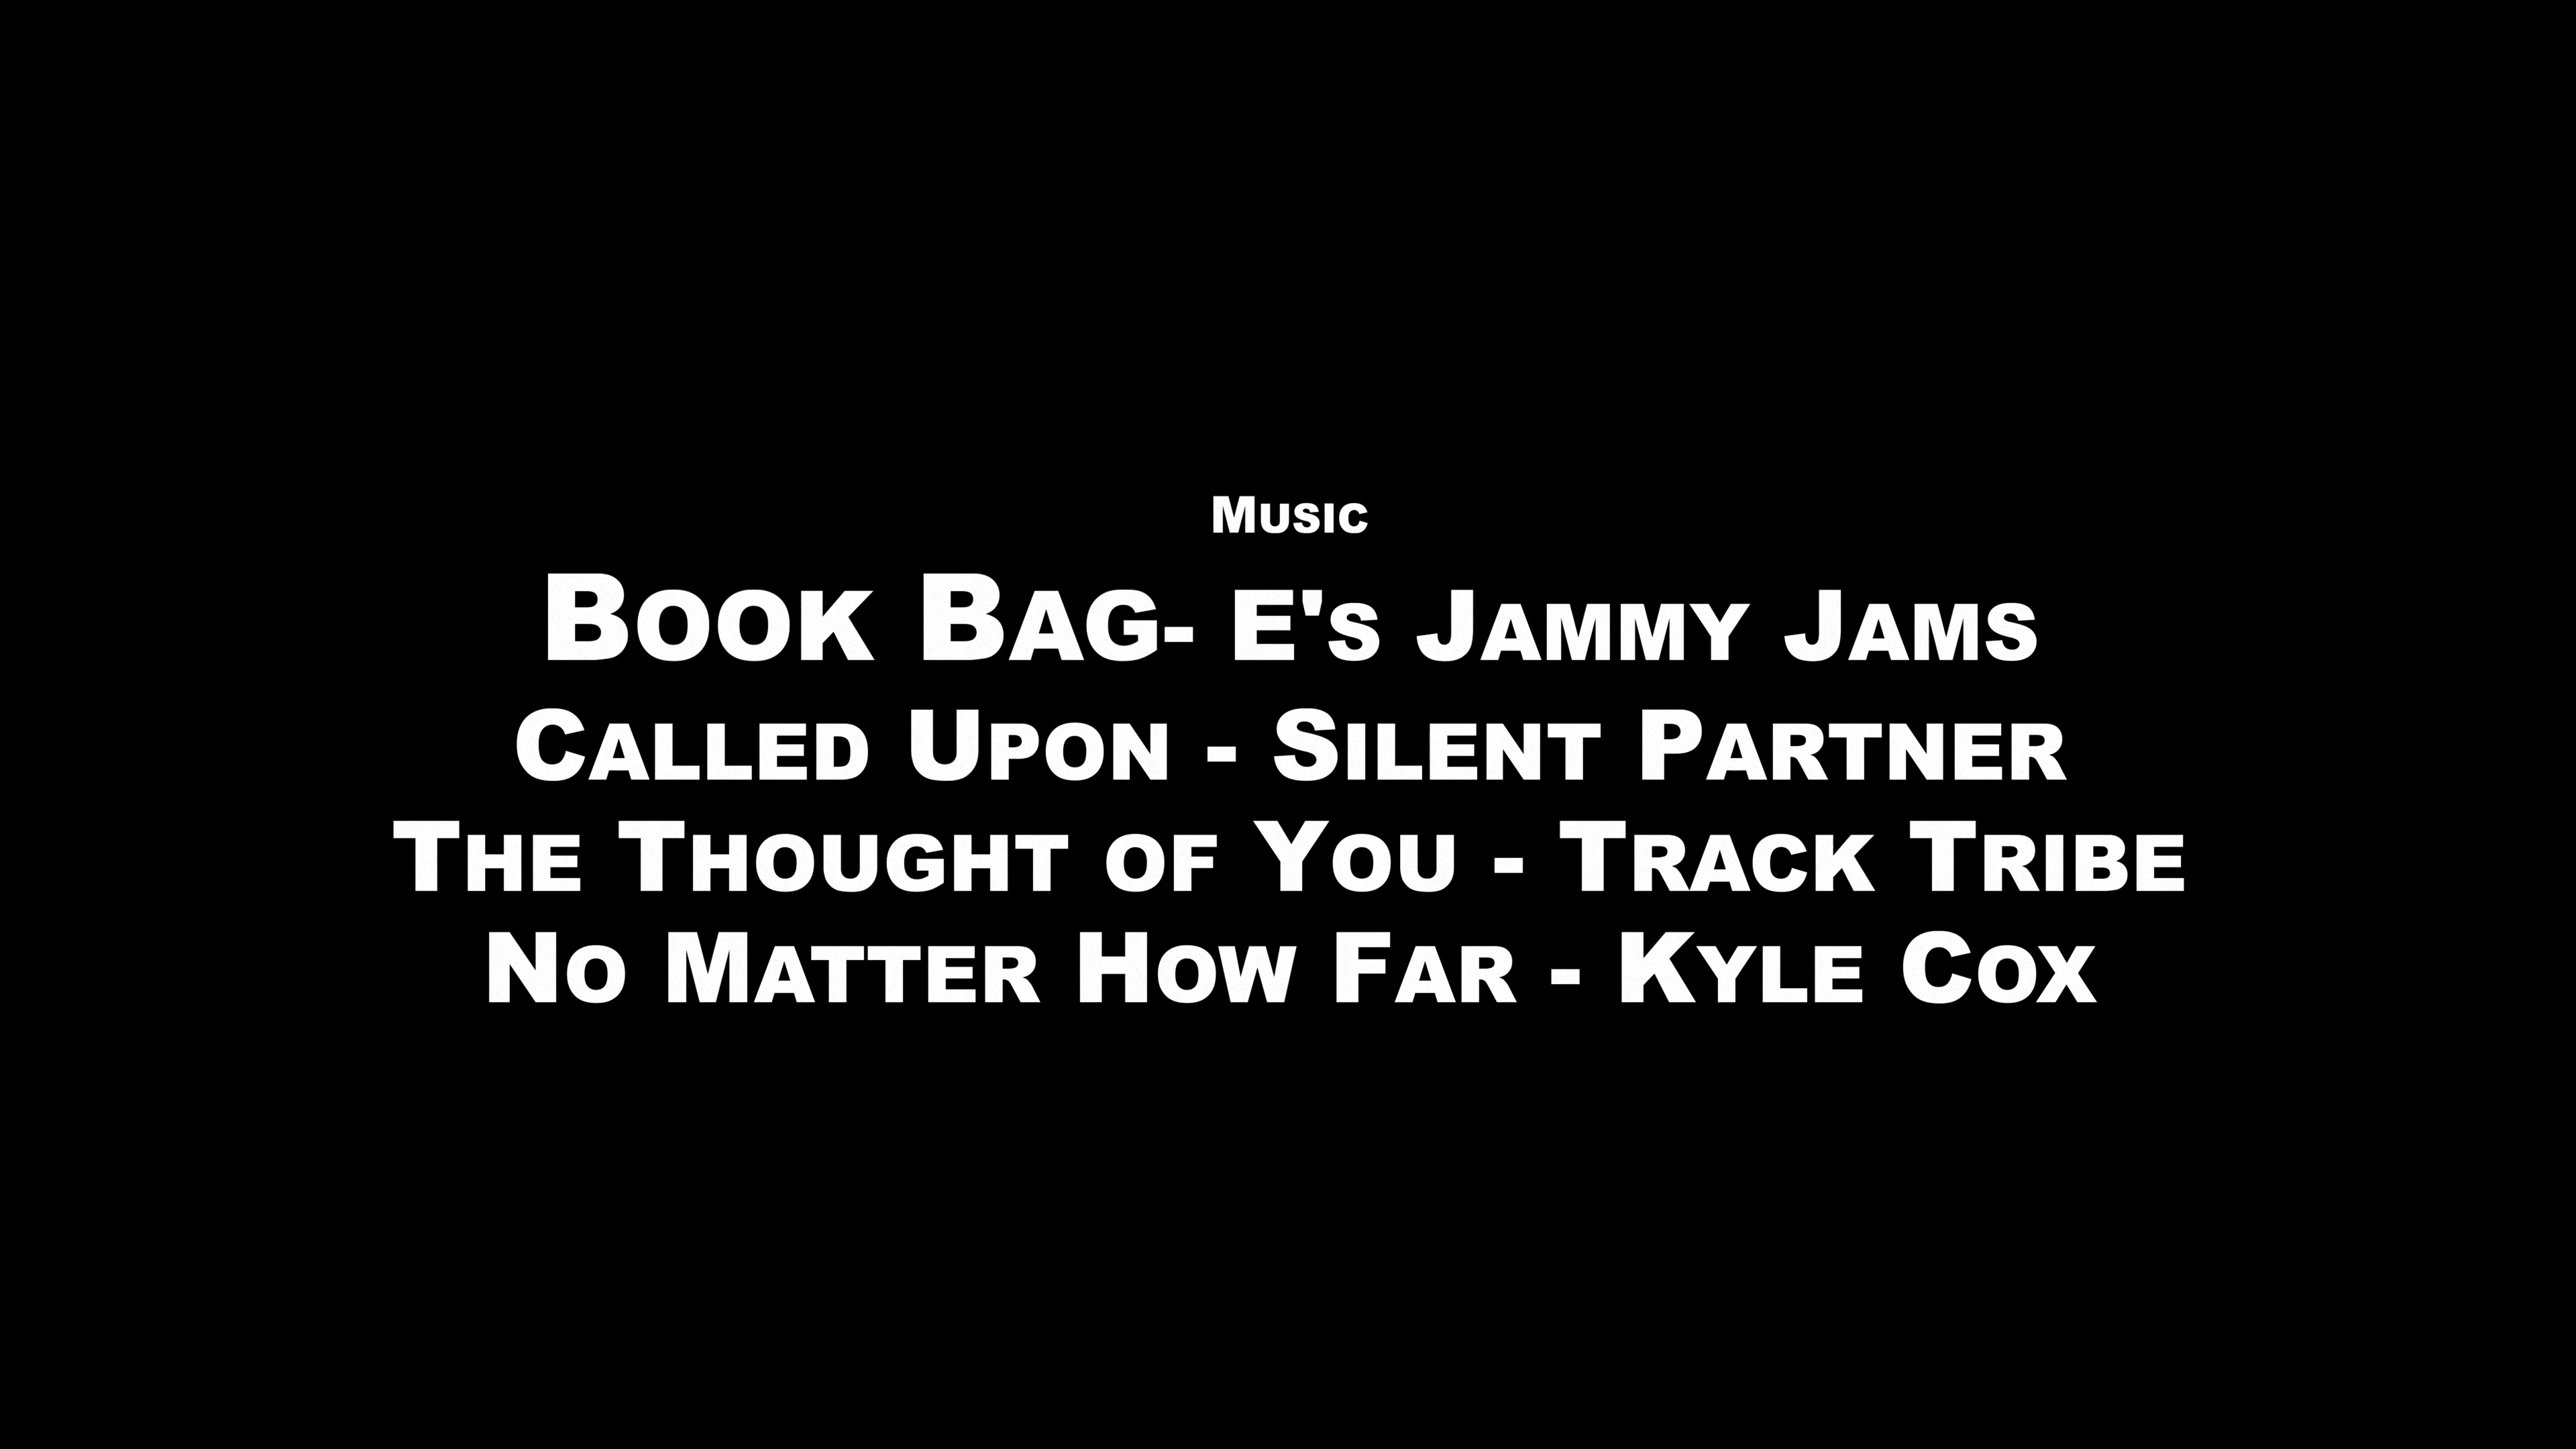 Music
Book Bag- E's Jammy Jams
Called Upon - Silent Partner
The Thought of You - Track Tribe
No Matter How Far - Kyle Cox